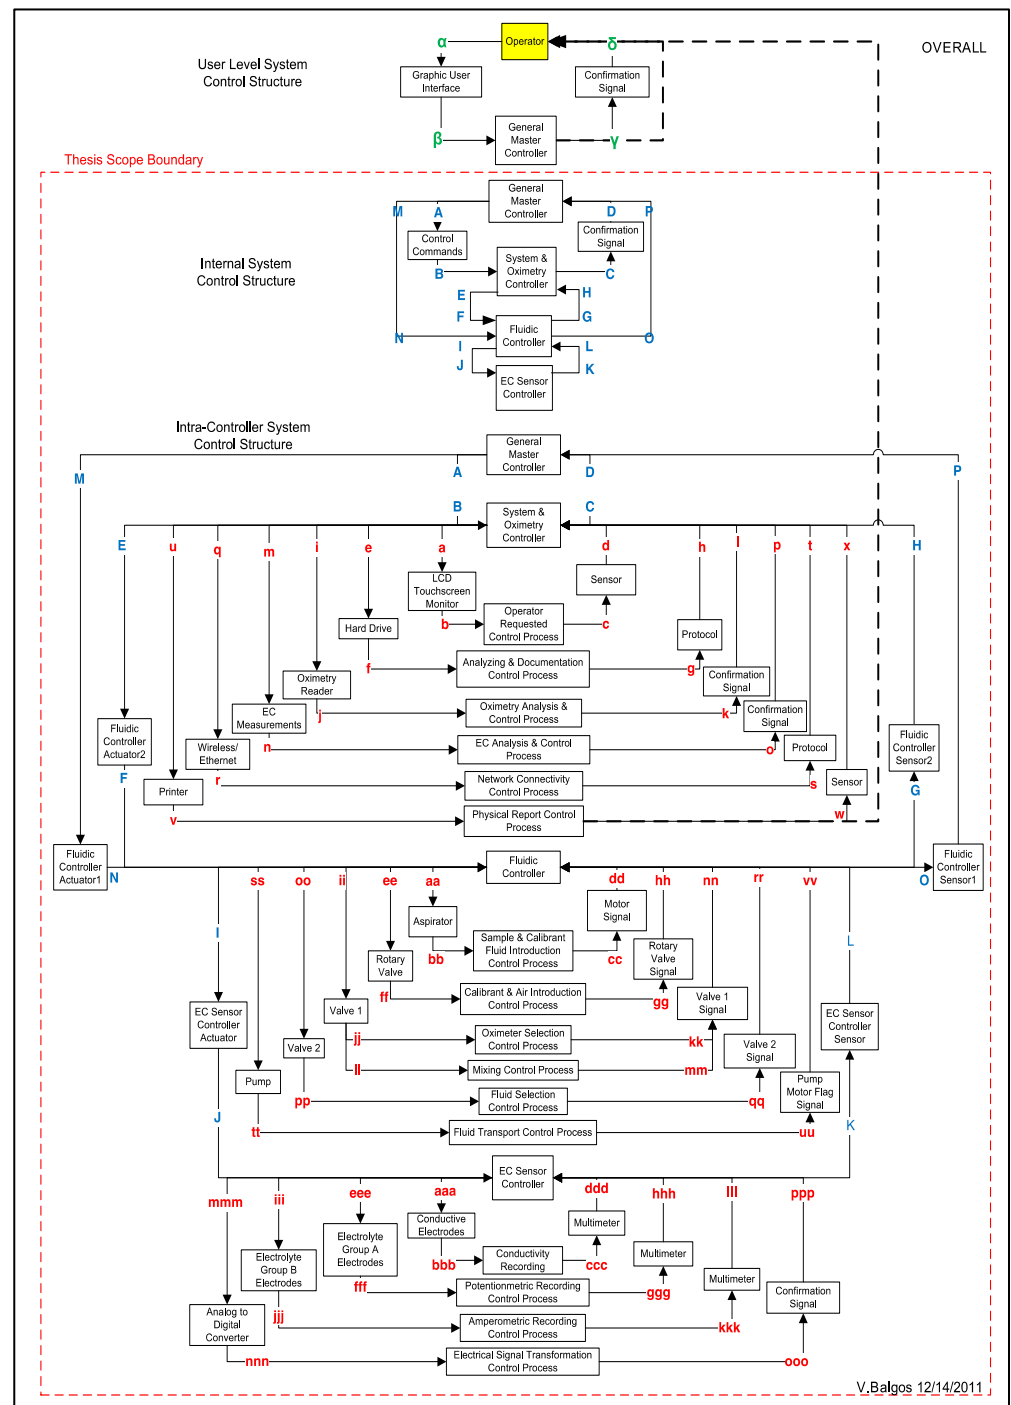 OVERALL
α
Operator
δ
User Level System
Control Structure
Graphic User
Interface
Confirmation
Signal
β
General
Master
Controller
γ
Thesis Scope Boundary
General
Master
Controller
M
A
D
P
Control
Commands
Confirmation
Signal
Internal System
Control Structure
B
System &
Oximetry
Controller
C
E
H
F
G
N
Fluidic
Controller
O
I
L
J
K
EC Sensor
Controller
Intra-Controller System
Control Structure
General
Master
Controller
M
A
D
P
B
C
System &
Oximetry
Controller
E
u
q
m
i
e
a
d
h
l
p
t
x
H
LCD
Touchscreen
Monitor
Sensor
b
Operator
Requested
Control Process
c
Hard Drive
Protocol
f
Analyzing & Documentation
Control Process
g
Oximetry
Reader
Confirmation
Signal
j
Oximetry Analysis &
Control Process
k
EC
Measurements
Confirmation
Signal
n
EC Analysis & Control
Process
o
Fluidic
Controller
Actuator2
Wireless/
Ethernet
Protocol
Fluidic
Controller
Sensor2
F
r
Network Connectivity
Control Process
s
G
Printer
Sensor
v
Physical Report Control
Process
w
Fluidic
Controller
Actuator1
N
Fluidic
Controller
O
Fluidic
Controller
Sensor1
ss
oo
ii
ee
aa
dd
hh
nn
rr
vv
Aspirator
Motor
Signal
I
L
bb
Sample & Calibrant
Fluid Introduction
Control Process
cc
Rotary
Valve
Rotary
Valve
Signal
ff
Calibrant & Air Introduction
Control Process
gg
EC Sensor
Controller
Actuator
Valve 1
Valve 1
Signal
EC Sensor
Controller
Sensor
jj
Oximeter Selection
Control Process
kk
Valve 2
Valve 2
Signal
ll
Mixing Control Process
mm
Pump
Pump
Motor Flag
Signal
pp
Fluid Selection
Control Process
qq
J
K
tt
Fluid Transport Control Process
uu
EC Sensor
Controller
mmm
iii
eee
aaa
ddd
hhh
lll
ppp
Conductive
Electrodes
Multimeter
Electrolyte
Group A
Electrodes
bbb
Conductivity
Recording
ccc
Multimeter
Electrolyte
Group B
Electrodes
fff
Potentionmetric Recording
Control Process
ggg
Multimeter
Confirmation
Signal
Analog to
Digital
Converter
jjj
Amperometric Recording
Control Process
kkk
nnn
Electrical Signal Transformation
Control Process
ooo
V.Balgos 12/14/2011